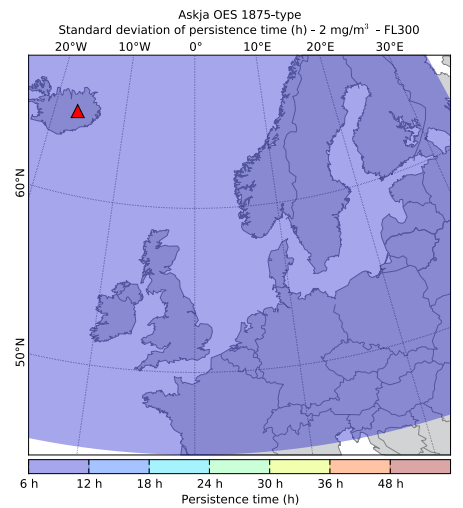 Askja OES 1875-type
Standard deviation of persistence time (h) - 2 mg/m³ - FL300
20°W 10°W 0° 10°E 20°E 30°E
60°N
50°N
6 h 12 h 18 h 24 h 30 h 36 h 48 h
Persistence time (h)